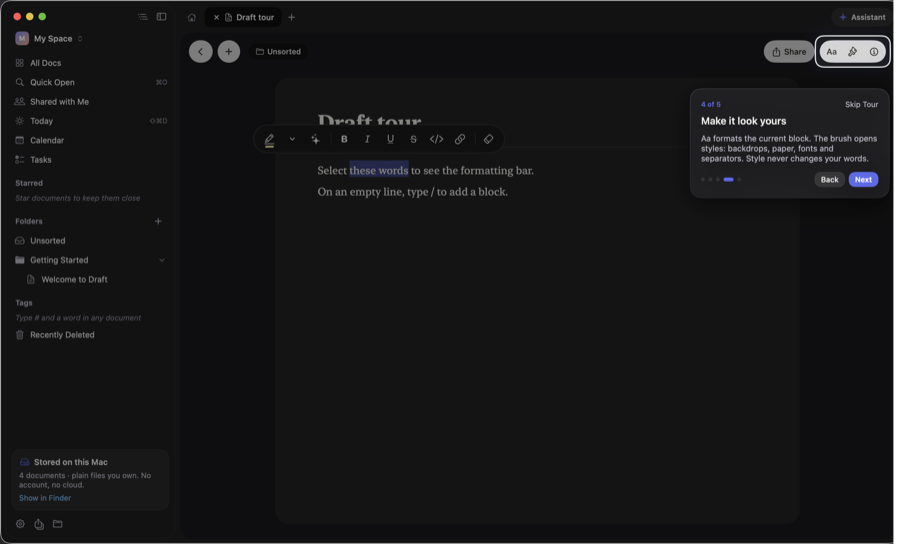 Draft tour
Assistant
M My Space
All Docs
Quick Open ⌘O
Shared with Me
Today ⇧⌘D
Calendar
Tasks
Starred
Star documents to keep them close
Folders
Unsorted
Getting Started
Welcome to Draft
Tags
Type # and a word in any document
Recently Deleted
Stored on this Mac
4 documents · plain files you own. No
account, no cloud.
Show in Finder
Unsorted
Share
Aa
Draft tour
B I U S </>
Select these words to see the formatting bar.
On an empty line, type / to add a block.
4 of 5 Skip Tour
Make it look yours
Aa formats the current block. The brush opens
styles: backdrops, paper, fonts and
separators. Style never changes your words.
Back Next